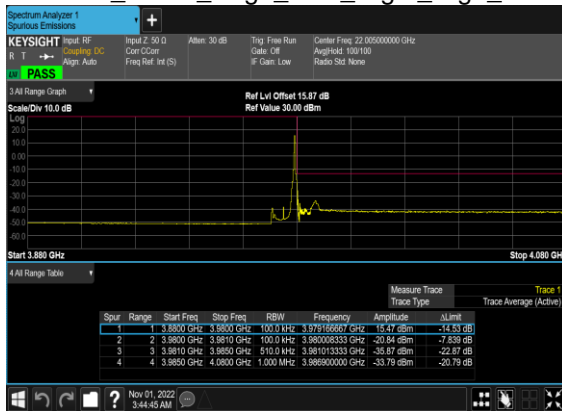 Spectrum Analyzer 1
Spurious Emissions
KEYSIGHT Input: RF Input Z: 50 Ω Atten: 30 dB Trig: Free Run Center Freq: 22.005000000 GHz
R T Coupling: DC Corr CCorr Gate: Off Avg|Hold: 100/100
Align: Auto Freq Ref: Int (S) IF Gain: Low Radio Std: None
PASS
3 All Range Graph
Ref Lvl Offset 15.87 dB
Scale/Div 10.0 dB Ref Value 30.00 dBm
Log
20.0
10.0
0.00
-10.0
-20.0
-30.0
-40.0
-50.0
-60.0
Start 3.880 GHz Stop 4.080 GH
4 All Range Table
Measure Trace Trace 1
Trace Type Trace Average (Active)
Spur Range Start Freq Stop Freq RBW Frequency Amplitude ΔLimit
1 1 3.8800 GHz 3.9800 GHz 100.0 kHz 3.979166667 GHz 15.47 dBm -14.53 dB
2 2 3.9800 GHz 3.9810 GHz 100.0 kHz 3.980008333 GHz -20.84 dBm -7.839 dB
3 3 3.9810 GHz 3.9850 GHz 510.0 kHz 3.981013333 GHz -35.87 dBm -22.87 dB
4 4 3.9850 GHz 4.0800 GHz 1.000 MHz 3.986900000 GHz -33.79 dBm -20.79 dB
? Nov 01, 2022
3:44:45 AM